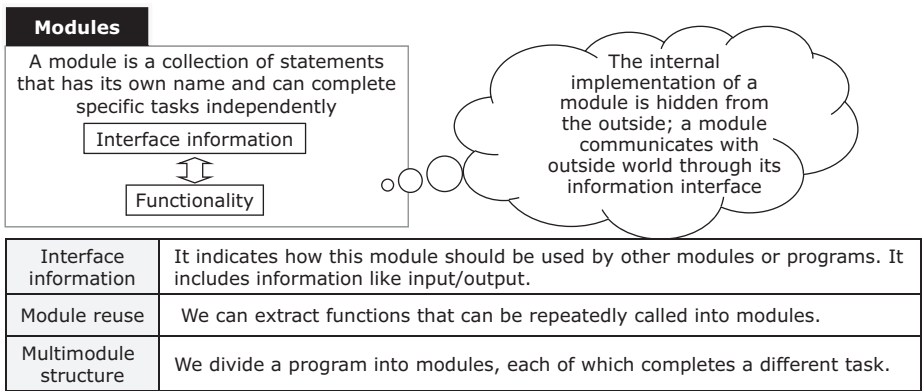 Modules
A module is a collection of statements
that has its own name and can complete
specific tasks independently
Interface information
Functionality
The internal
implementation of a
module is hidden from
the outside; a module
communicates with
outside world through its
information interface
Interface
information
It indicates how this module should be used by other modules or programs. It
includes information like input/output.
Module reuse
We can extract functions that can be repeatedly called into modules.
Multimodule
structure
We divide a program into modules, each of which completes a different task.